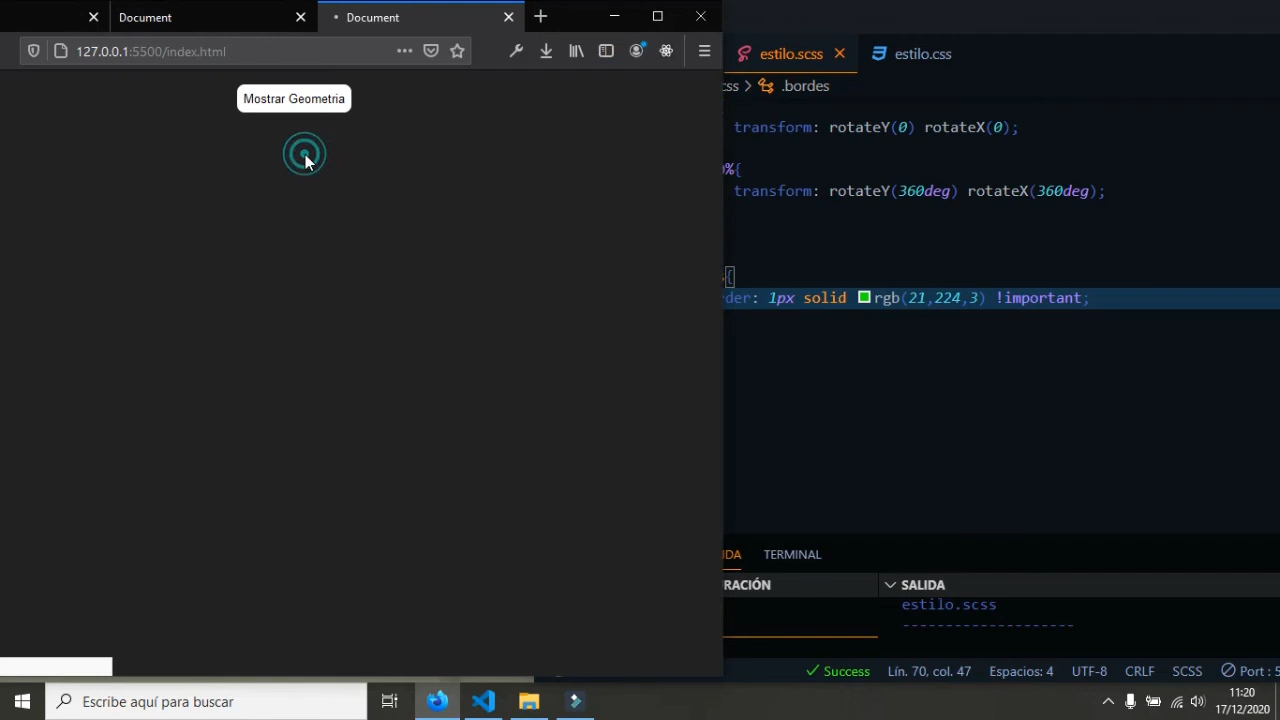 Document
Document
127.0.0.1:5500/index.html
Mostrar Geometria
estilo.scss
estilo.css
css > .bordes
transform: rotateY(0) rotateX(0);
%{
transform: rotateY(360deg) rotateX(360deg);
{
der: 1px solid rgb(21,224,3) !important;
DA
TERMINAL
RACIÓN
SALIDA
estilo.scss
--------------------
Success
Lín. 70, col. 47
Espacios: 4
UTF-8
CRLF
SCSS
Port : 5
Escribe aquí para buscar
11:20
17/12/2020